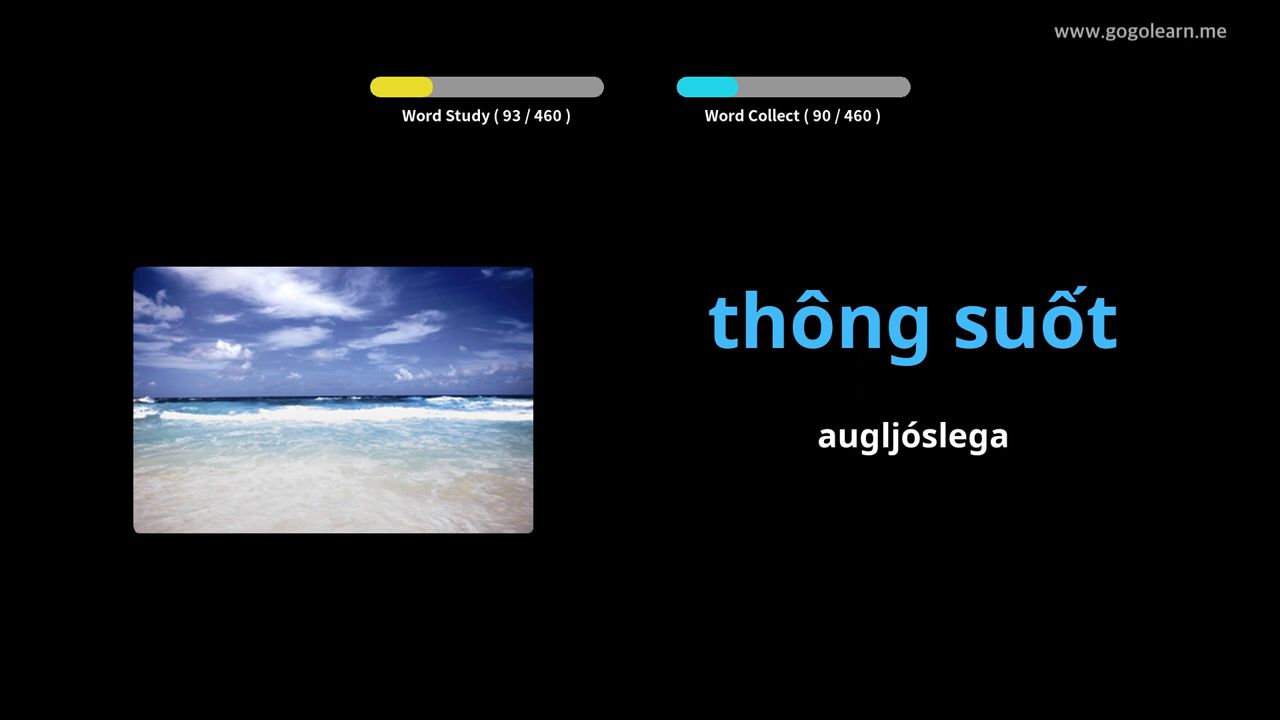 www.gogolearn.me
Word Study ( 93 / 460 )
Word Collect ( 90 / 460 )
thông suốt
augljóslega